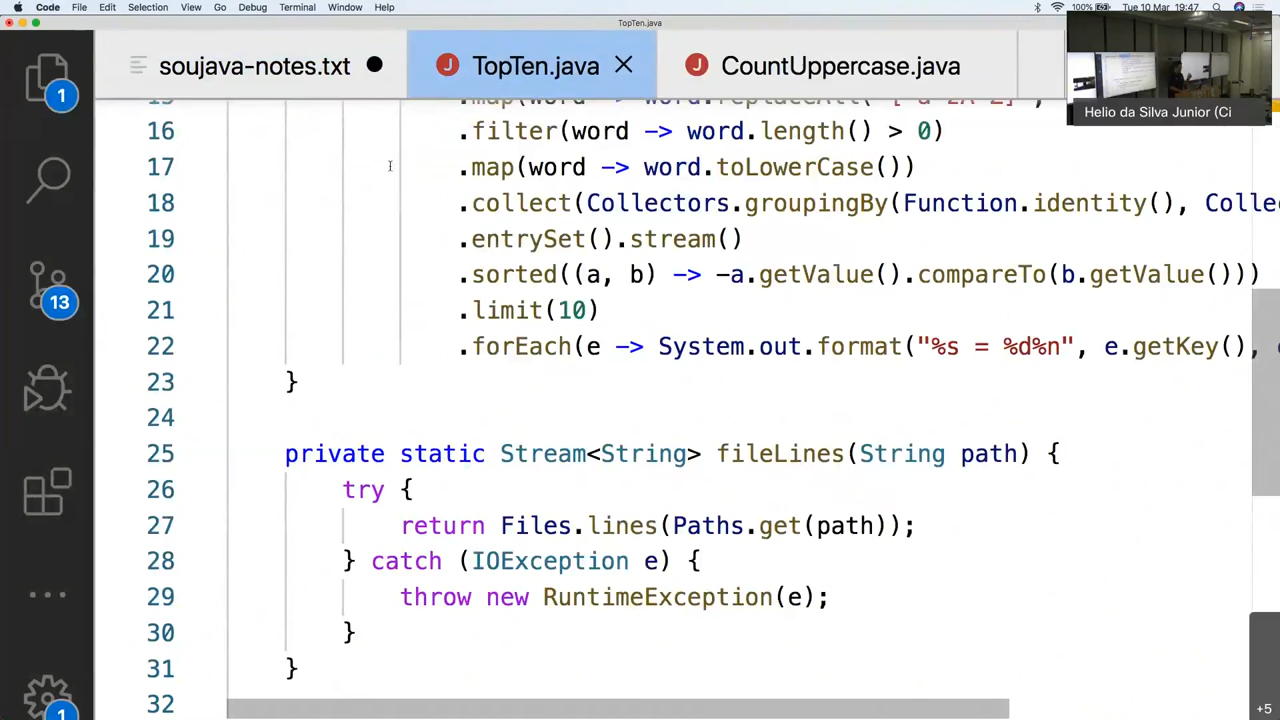 Code File Edit Selection View Go Debug Terminal Window Help 100% Tue 10 Mar 19:47
TopTen.java
soujava-notes.txt TopTen.java CountUppercase.java
Helio da Silva Junior (Ci
16 .filter(word -> word.length() > 0)
17 .map(word -> word.toLowerCase())
18 .collect(Collectors.groupingBy(Function.identity(), Colle
19 .entrySet().stream()
20 .sorted((a, b) -> -a.getValue().compareTo(b.getValue()))
21 .limit(10)
22 .forEach(e -> System.out.format("%s = %d%n", e.getKey(),
23 }
24
25 private static Stream<String> fileLines(String path) {
26 try {
27 return Files.lines(Paths.get(path));
28 } catch (IOException e) {
29 throw new RuntimeException(e);
30 }
31 }
32
1
13
1
+5